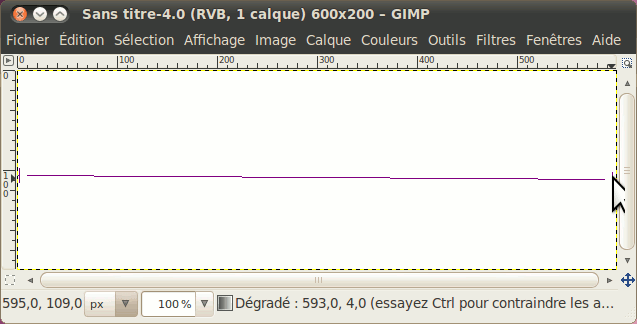 Sans titre-4.0 (RVB, 1 calque) 600x200 – GIMP
Fichier Édition Sélection Affichage Image Calque Couleurs Outils Filtres Fenêtres Aide
0 100 200 300 400 500
0
100
595,0, 109,0 px 100 % Dégradé : 593,0, 4,0 (essayez Ctrl pour contraindre les a…